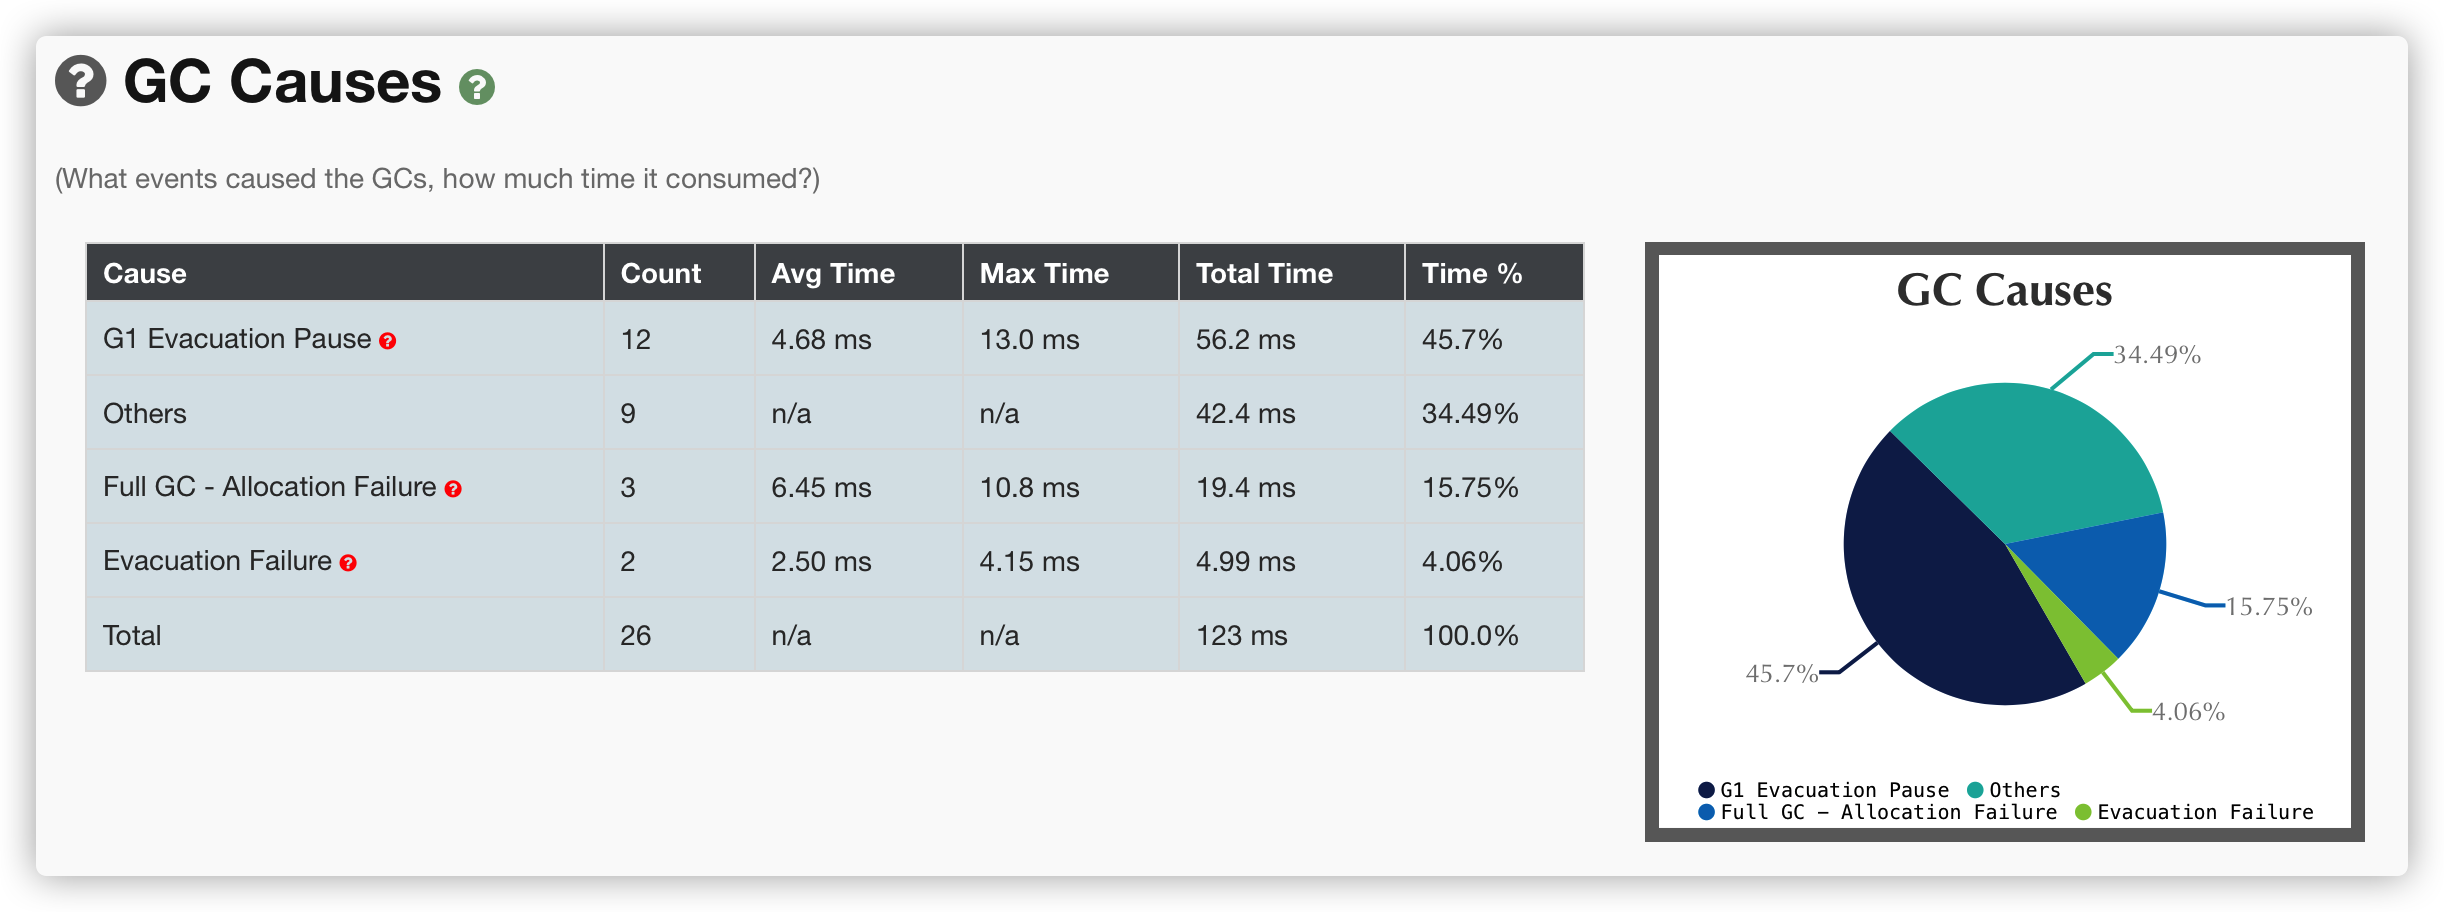 GC Causes
(What events caused the GCs, how much time it consumed?)
Cause Count Avg Time Max Time Total Time Time %
G1 Evacuation Pause 12 4.68 ms 13.0 ms 56.2 ms 45.7%
Others 9 n/a n/a 42.4 ms 34.49%
Full GC - Allocation Failure 3 6.45 ms 10.8 ms 19.4 ms 15.75%
Evacuation Failure 2 2.50 ms 4.15 ms 4.99 ms 4.06%
Total 26 n/a n/a 123 ms 100.0%
GC Causes
34.49%
15.75%
45.7%
4.06%
G1 Evacuation Pause Others
Full GC – Allocation Failure Evacuation Failure